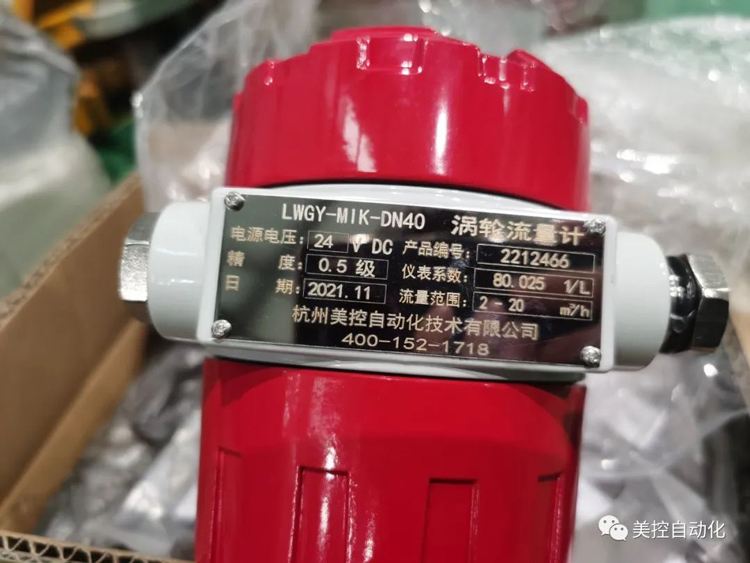 LWGY-MIK-DN40 涡轮流量计
电源电压: 24 V DC 产品编号: 2212466
精 度: 0.5 级 仪表系数: 80.025 1/L
日 期: 2021.11 流量范围: 2-20 m³/h
杭州美控自动化技术有限公司
400-152-1718
美控自动化